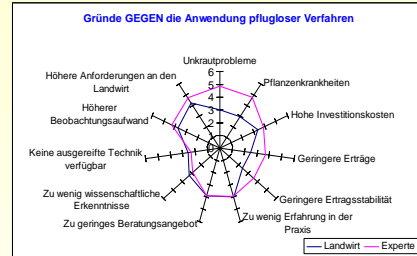 Gründe GEGEN die Anwendung pflugloser Verfahren
Unkrautprobleme
Pflanzenkrankheiten
Hohe Investitionskosten
Geringere Erträge
Geringere Ertragsstabilität
Zu wenig Erfahrung in der
Praxis
Zu geringes Beratungsangebot
Zu wenig wissenschaftliche
Erkenntnisse
Keine ausgereifte Technik
verfügbar
Höherer
Beobachtungsaufwand
Höhere Anforderungen an den
Landwirt
6
5
4
3
2
Landwirt
Experte